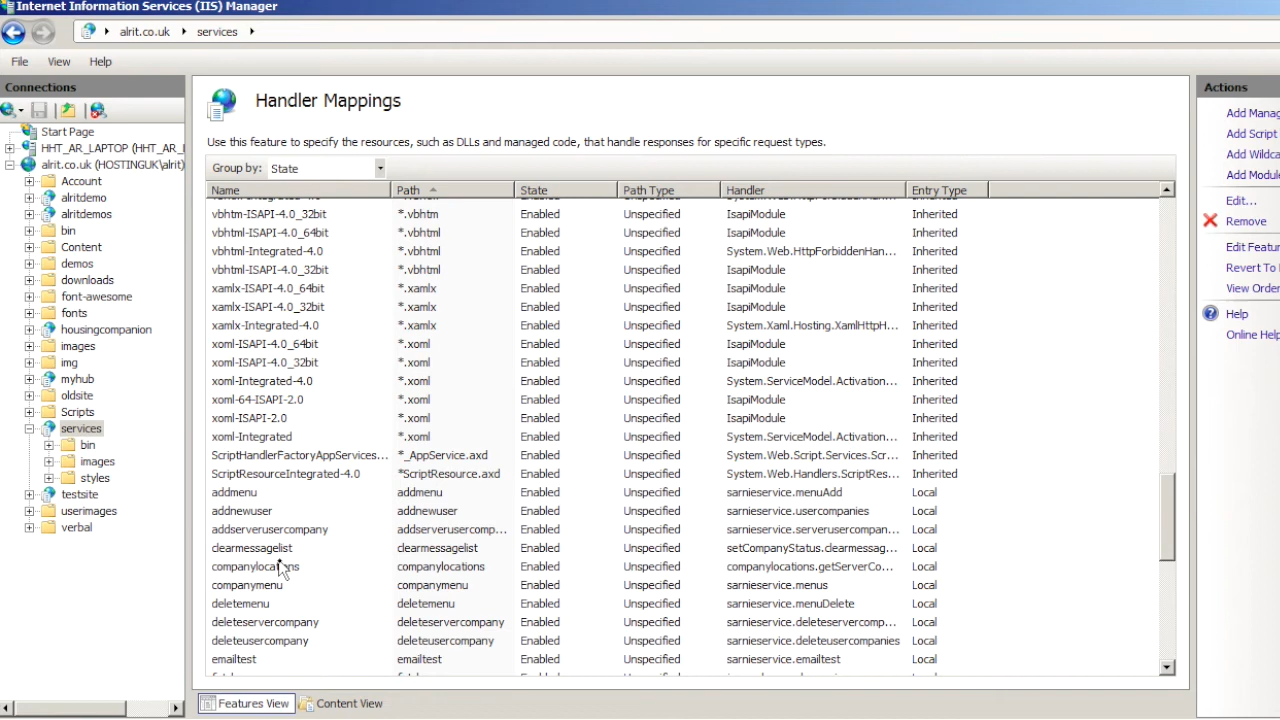 Internet Information Services (IIS) Manager
alrit.co.uk services
File View Help
Connections
Start Page
HHT_AR_LAPTOP (HHT_AR_I
alrit.co.uk (HOSTINGUK\alrit)
Account
alritdemo
alritdemos
bin
Content
demos
downloads
font-awesome
fonts
housingcompanion
images
img
myhub
oldsite
Scripts
services
bin
images
styles
testsite
userimages
verbal
Handler Mappings
Use this feature to specify the resources, such as DLLs and managed code, that handle responses for specific request types.
Group by: State
Name Path State Path Type Handler Entry Type
vbhtm-ISAPI-4.0_32bit *.vbhtm Enabled Unspecified IsapiModule Inherited
vbhtml-ISAPI-4.0_64bit *.vbhtml Enabled Unspecified IsapiModule Inherited
vbhtml-Integrated-4.0 *.vbhtml Enabled Unspecified System.Web.HttpForbiddenHan... Inherited
vbhtml-ISAPI-4.0_32bit *.vbhtml Enabled Unspecified IsapiModule Inherited
xamlx-ISAPI-4.0_64bit *.xamlx Enabled Unspecified IsapiModule Inherited
xamlx-ISAPI-4.0_32bit *.xamlx Enabled Unspecified IsapiModule Inherited
xamlx-Integrated-4.0 *.xamlx Enabled Unspecified System.Xaml.Hosting.XamlHttpH... Inherited
xoml-ISAPI-4.0_64bit *.xoml Enabled Unspecified IsapiModule Inherited
xoml-ISAPI-4.0_32bit *.xoml Enabled Unspecified IsapiModule Inherited
xoml-Integrated-4.0 *.xoml Enabled Unspecified System.ServiceModel.Activation... Inherited
xoml-64-ISAPI-2.0 *.xoml Enabled Unspecified IsapiModule Inherited
xoml-ISAPI-2.0 *.xoml Enabled Unspecified IsapiModule Inherited
xoml-Integrated *.xoml Enabled Unspecified System.ServiceModel.Activation... Inherited
ScriptHandlerFactoryAppServices... *_AppService.axd Enabled Unspecified System.Web.Script.Services.Scr... Inherited
ScriptResourceIntegrated-4.0 *ScriptResource.axd Enabled Unspecified System.Web.Handlers.ScriptRes... Inherited
addmenu addmenu Enabled Unspecified sarnieservice.menuAdd Local
addnewuser addnewuser Enabled Unspecified sarnieservice.usercompanies Local
addserverusercompany addserverusercomp... Enabled Unspecified sarnieservice.serverusercompan... Local
clearmessagelist clearmessagelist Enabled Unspecified setCompanyStatus.clearmessag... Local
companylocations companylocations Enabled Unspecified companylocations.getServerCo... Local
companymenu companymenu Enabled Unspecified sarnieservice.menus Local
deletemenu deletemenu Enabled Unspecified sarnieservice.menuDelete Local
deleteservercompany deleteservercompany Enabled Unspecified sarnieservice.deleteservercomp... Local
deleteusercompany deleteusercompany Enabled Unspecified sarnieservice.deleteusercompanies Local
emailtest emailtest Enabled Unspecified sarnieservice.emailtest Local
Features View Content View
Actions
Add Manag
Add Script
Add Wildca
Add Module
Edit...
Remove
Edit Featur
Revert To
View Order
Help
Online Help